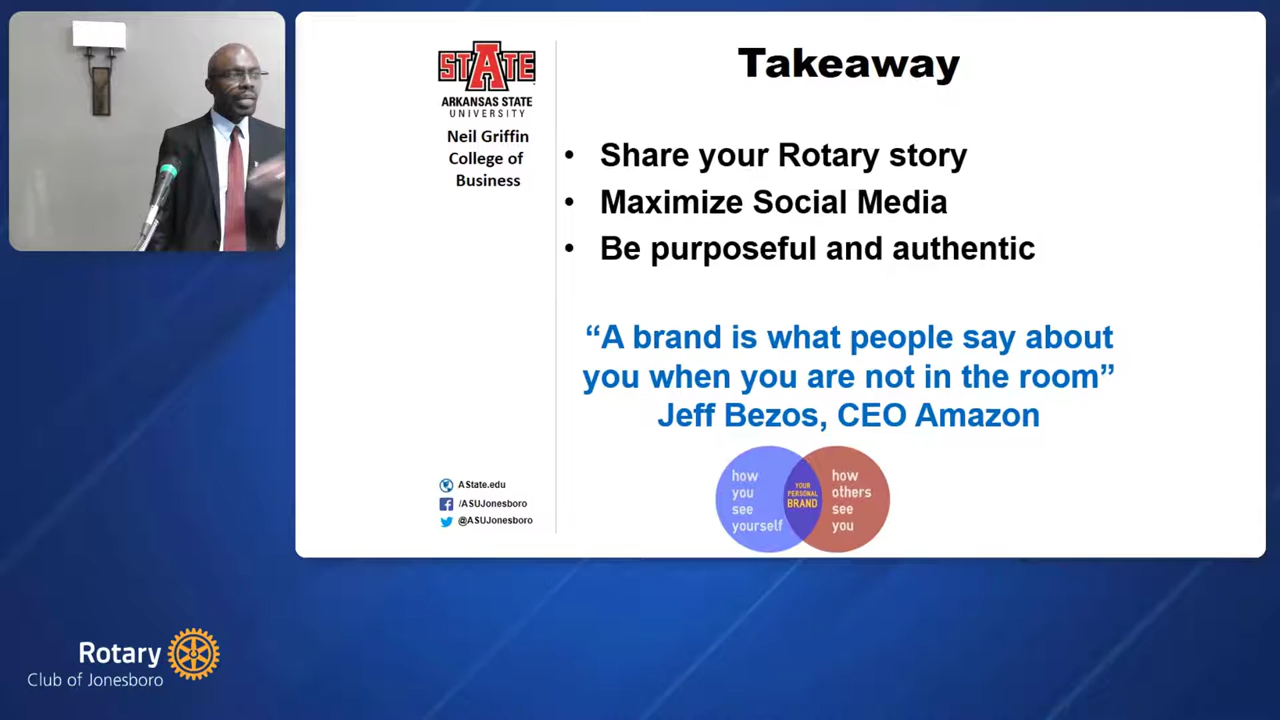 STATE
ARKANSAS STATE
UNIVERSITY
Neil Griffin
College of
Business
Takeaway
• Share your Rotary story
• Maximize Social Media
• Be purposeful and authentic
“A brand is what people say about
you when you are not in the room”
Jeff Bezos, CEO Amazon
how
you
see
yourself
YOUR
PERSONAL
BRAND
how
others
see
you
AState.edu
/ASUJonesboro
@ASUJonesboro
Rotary
Club of Jonesboro